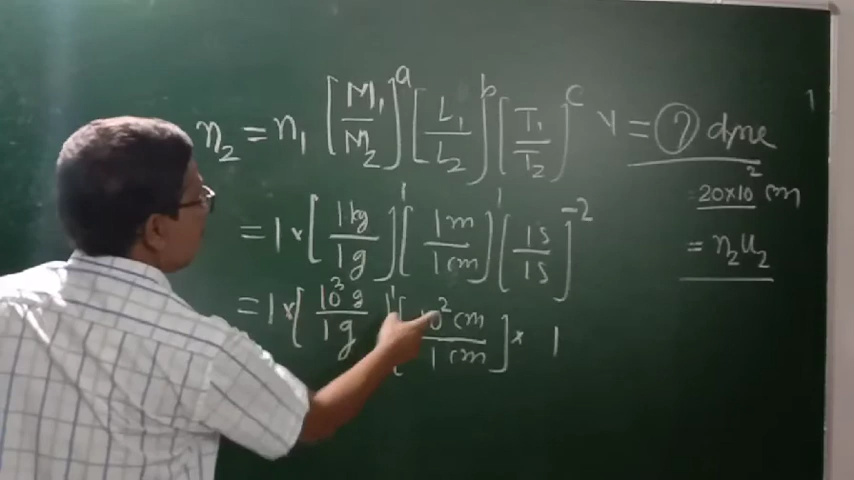 n₂ = n₁ [M₁/M₂]ᵃ [L₁/L₂]ᵇ [T₁/T₂]ᶜ
= (?) dyne
= 1 × [1kg/1g]¹ [1m/1cm]¹ [1s/1s]⁻²
= 20×10² cm
= n₂u₂
= 1 × [10³g/1g]¹ [10²cm/1cm] × 1